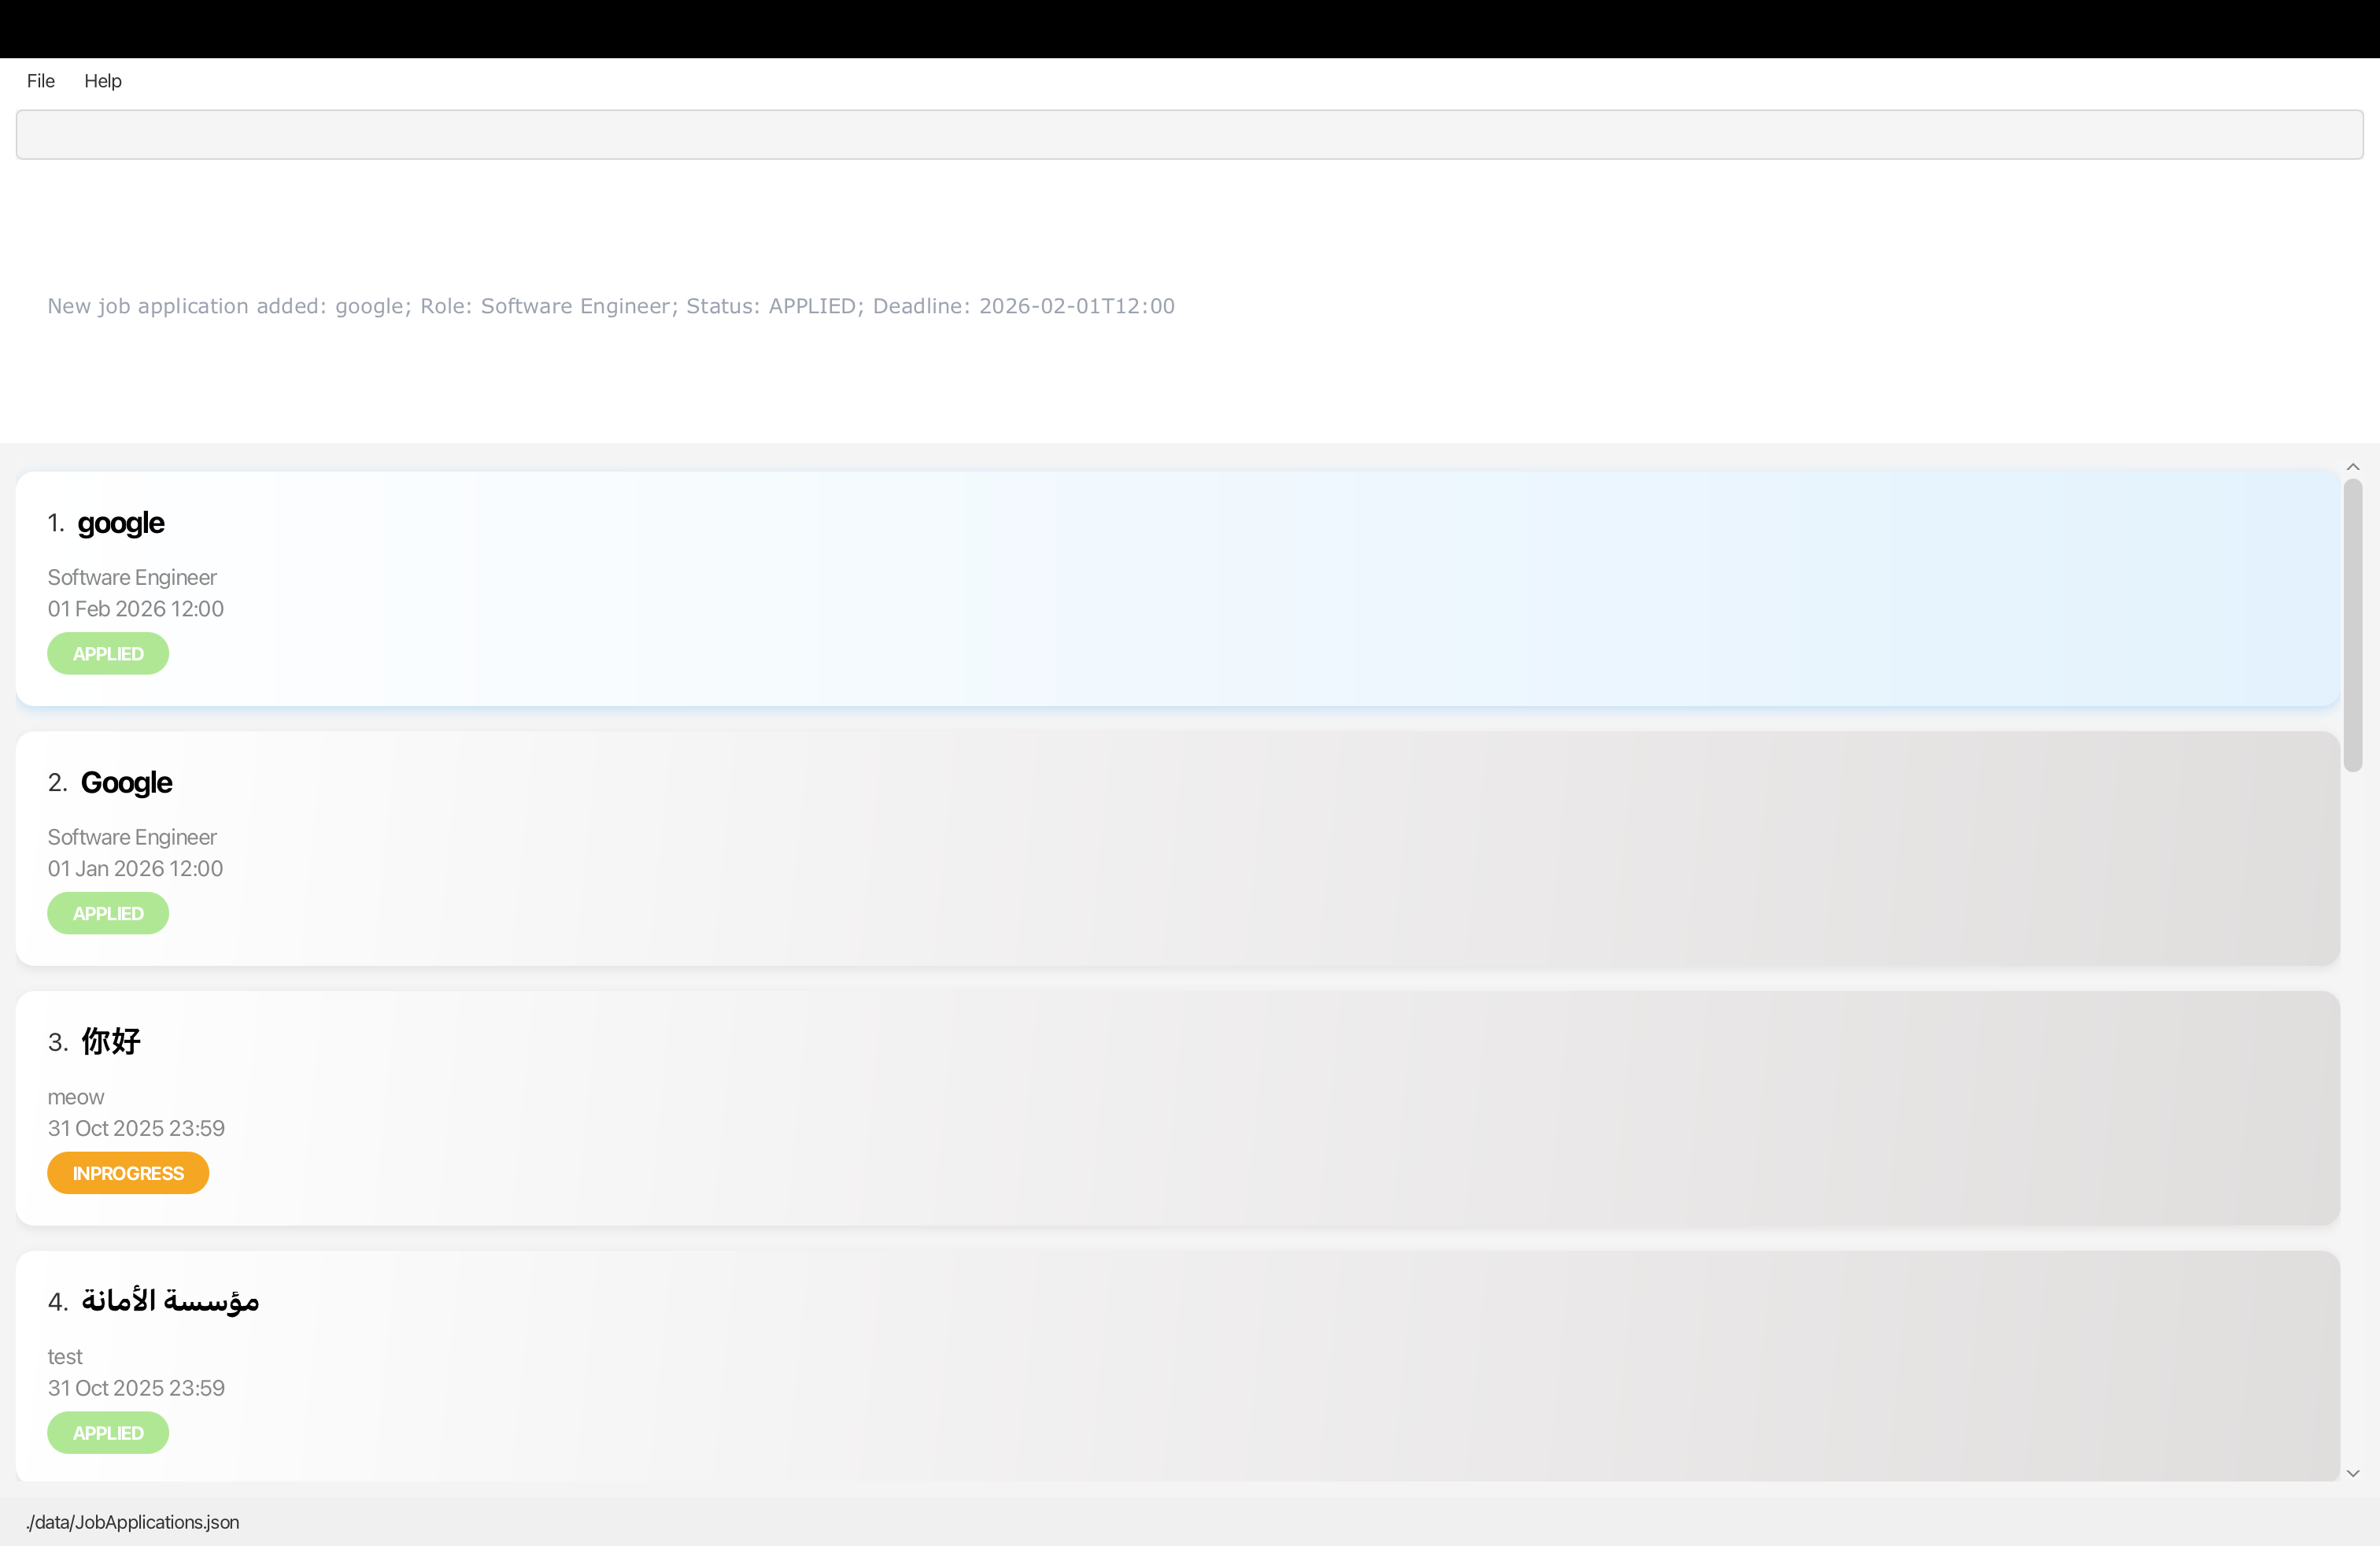 File Help
New job application added: google; Role: Software Engineer; Status: APPLIED; Deadline: 2026-02-01T12:00
1. google
Software Engineer
01 Feb 2026 12:00
APPLIED
2. Google
Software Engineer
01 Jan 2026 12:00
APPLIED
3. 你好
meow
31 Oct 2025 23:59
INPROGRESS
4. مؤسسة الأمانة
test
31 Oct 2025 23:59
APPLIED
./data/JobApplications.json